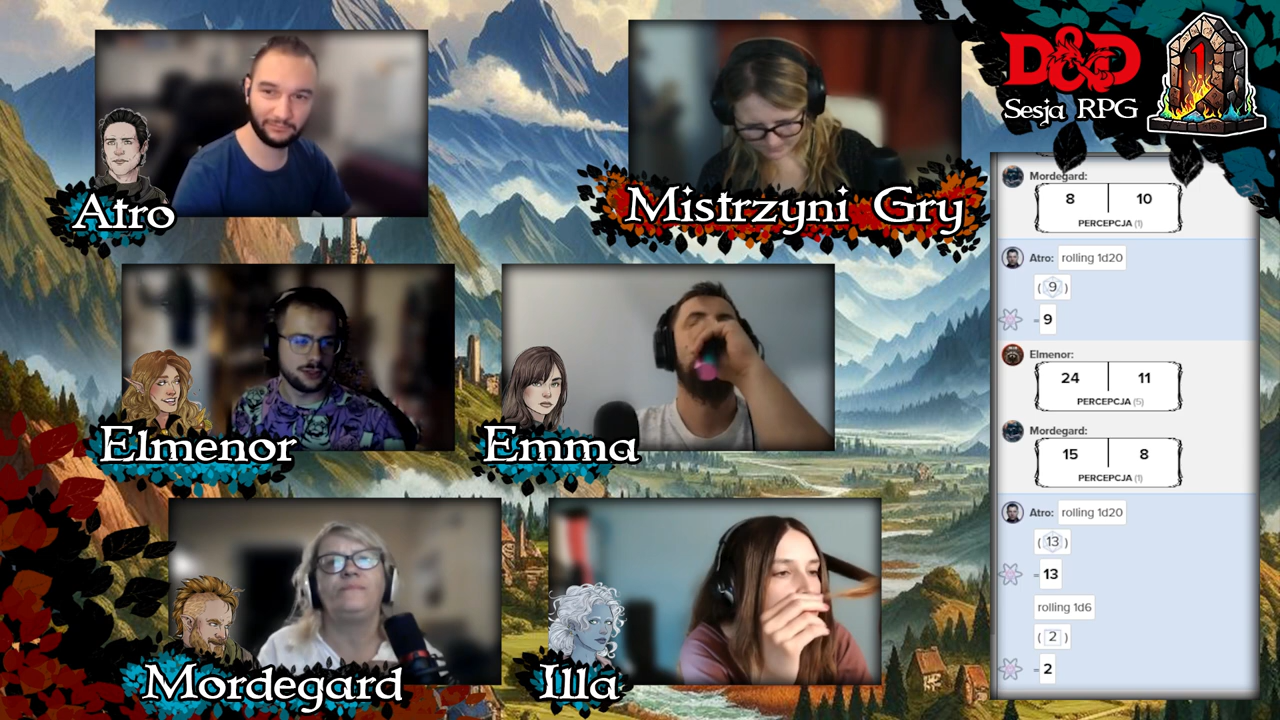 D&D
Sesja RPG
1
Atro
Mistrzyni Gry
Elmenor
Emma
Mordegard
Illa
Mordegard:
8 10
PERCEPCJA (1)
Atro: rolling 1d20
( 9 )
= 9
Elmenor:
24 11
PERCEPCJA (5)
Mordegard:
15 8
PERCEPCJA (1)
Atro: rolling 1d20
( 13 )
= 13
rolling 1d6
( 2 )
= 2